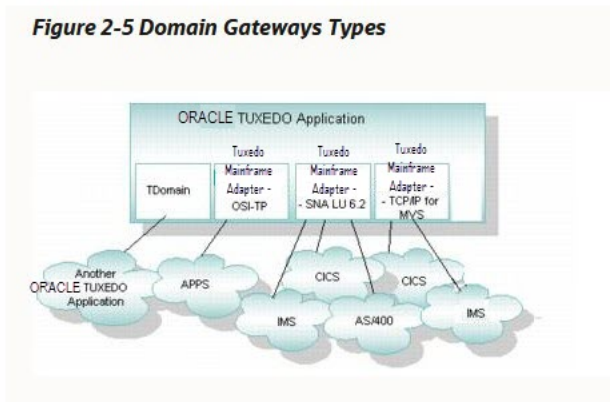 Figure 2-5 Domain Gateways Types
ORACLE TUXEDO Application
TDomain
Tuxedo
Mainframe
Adapter -
OSI-TP
Tuxedo
Mainframe
Adapter -
- SNA LU 6.2
Tuxedo
Mainframe
Adapter -
- TCP/IP for
MVS
Another
ORACLE TUXEDO
Application
APPS
CICS
CICS
IMS
AS/400
IMS